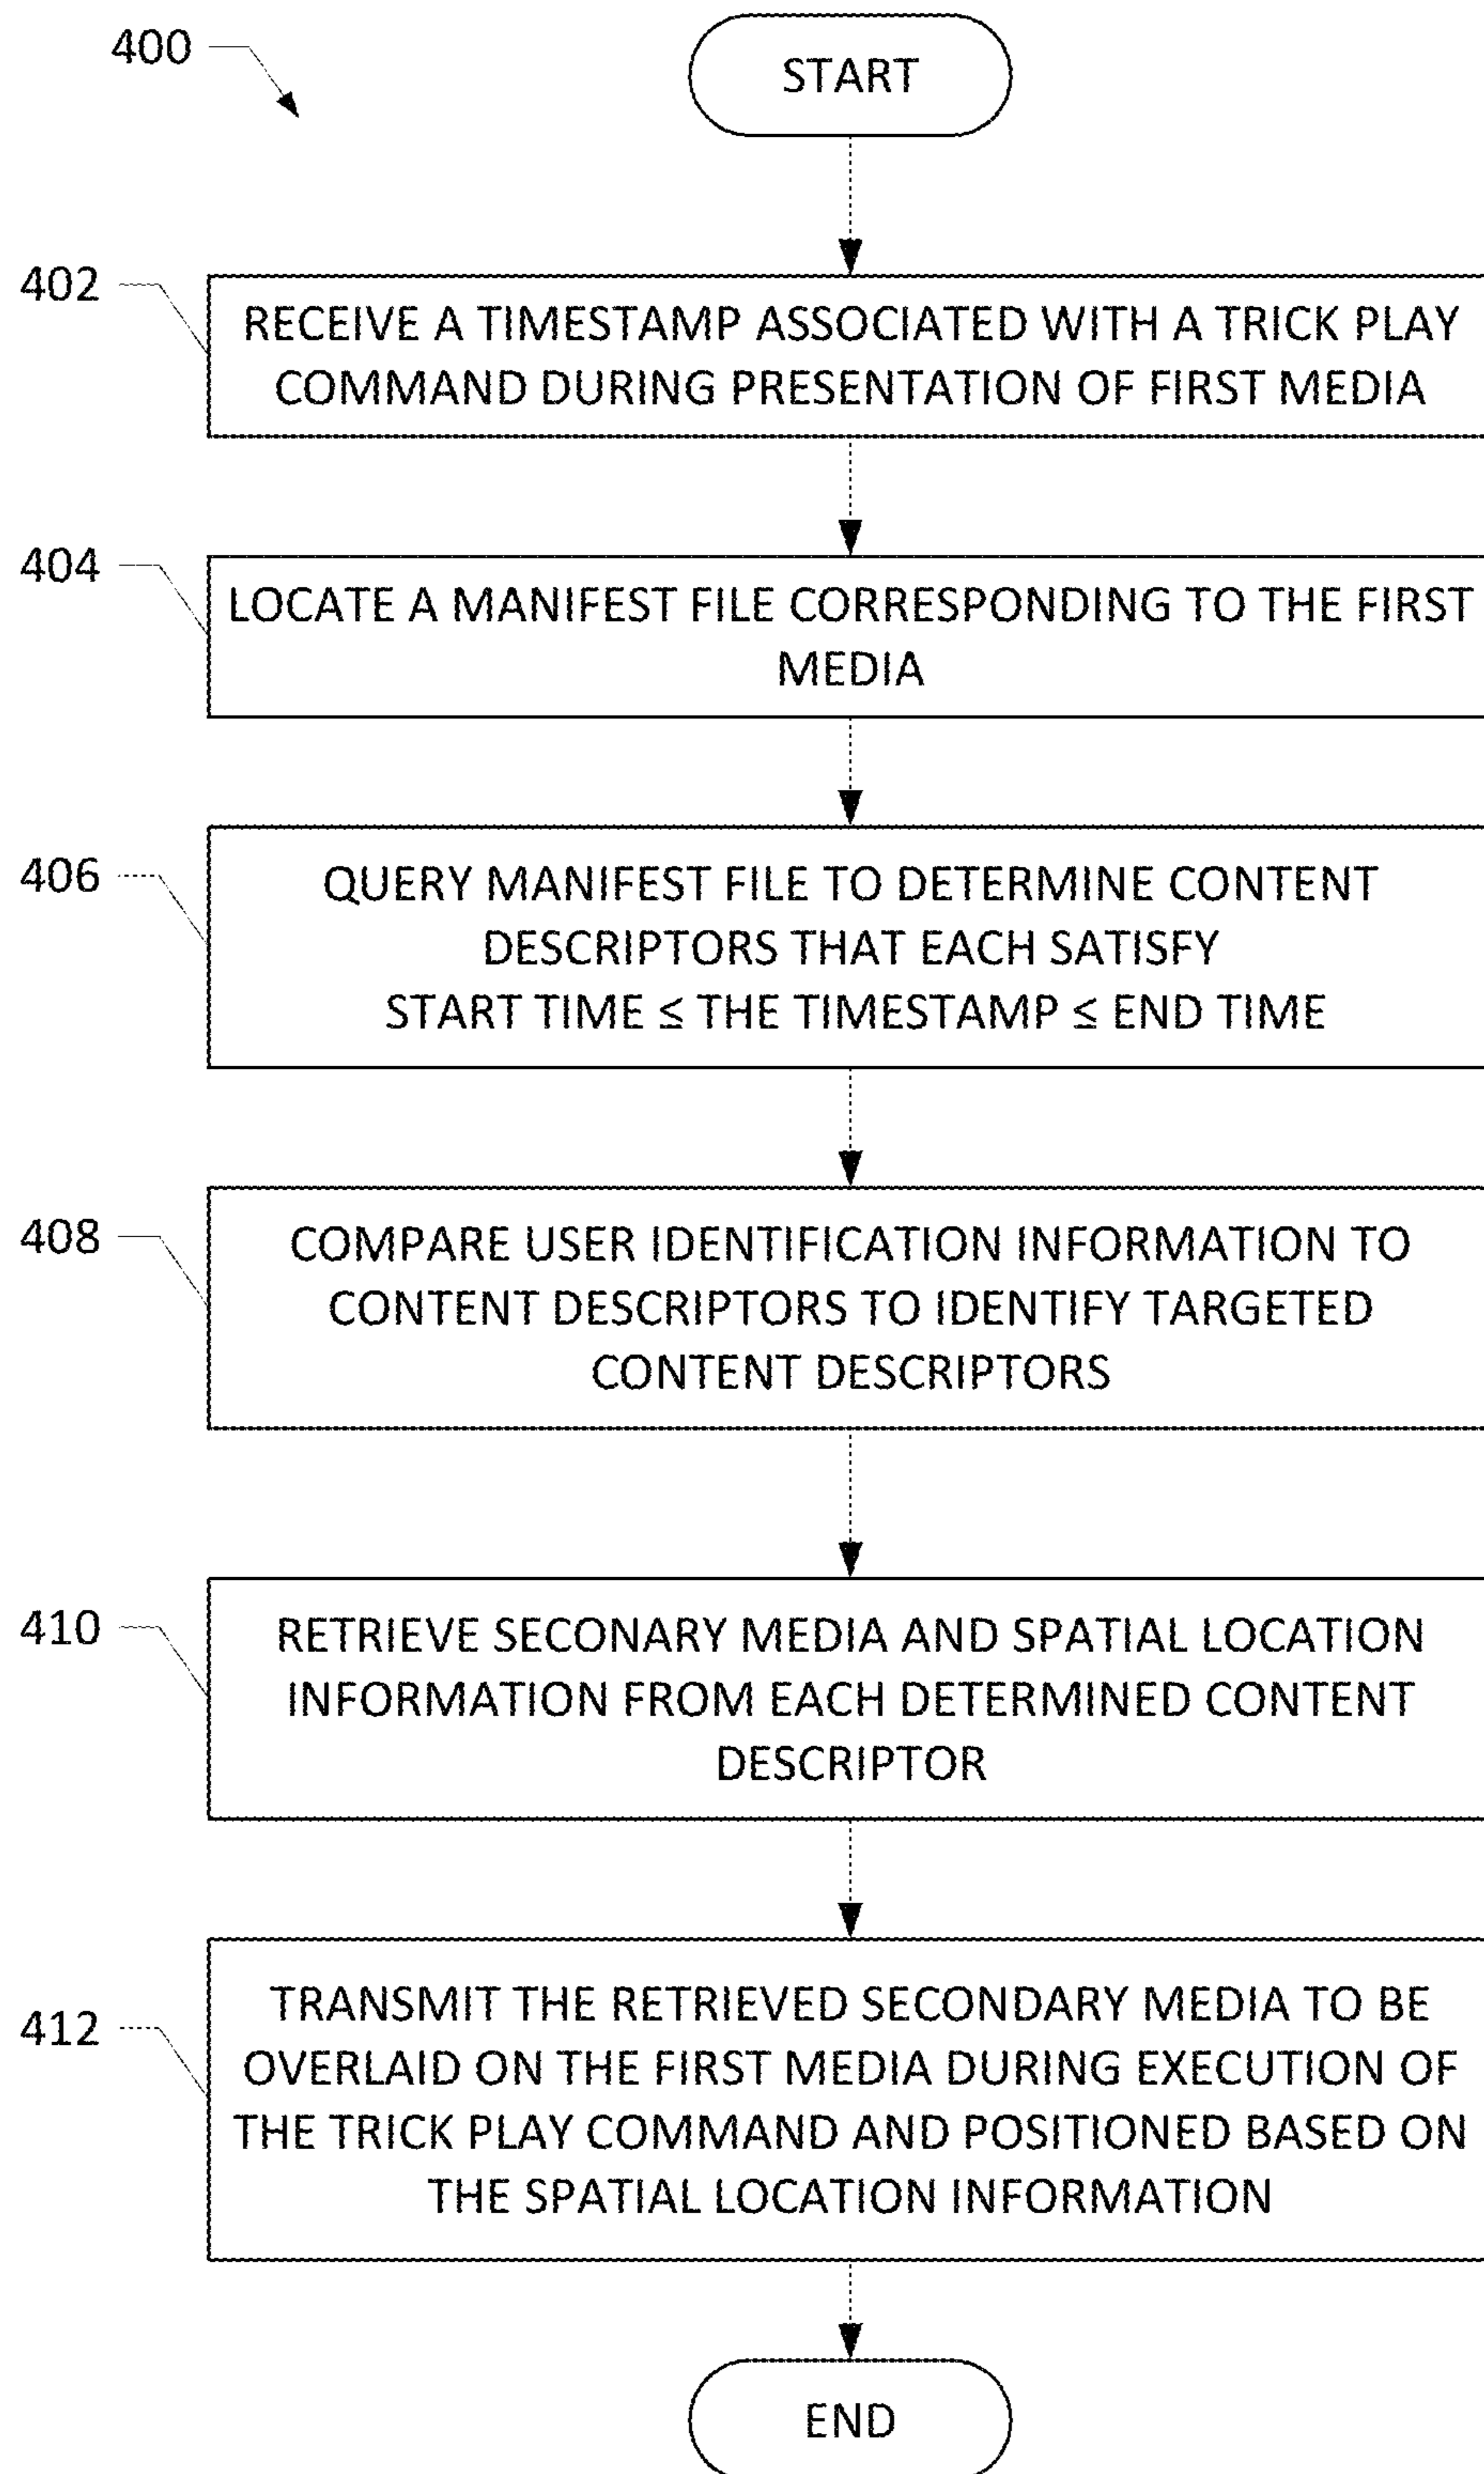 400
START
402
RECEIVE A TIMESTAMP ASSOCIATED WITH A TRICK PLAY
COMMAND DURING PRESENTATION OF FIRST MEDIA
404
LOCATE A MANIFEST FILE CORRESPONDING TO THE FIRST
MEDIA
406
QUERY MANIFEST FILE TO DETERMINE CONTENT
DESCRIPTORS THAT EACH SATISFY
START TIME ≤ THE TIMESTAMP ≤ END TIME
408
COMPARE USER IDENTIFICATION INFORMATION TO
CONTENT DESCRIPTORS TO IDENTIFY TARGETED
CONTENT DESCRIPTORS
410
RETRIEVE SECONARY MEDIA AND SPATIAL LOCATION
INFORMATION FROM EACH DETERMINED CONTENT
DESCRIPTOR
412
TRANSMIT THE RETRIEVED SECONDARY MEDIA TO BE
OVERLAID ON THE FIRST MEDIA DURING EXECUTION OF
THE TRICK PLAY COMMAND AND POSITIONED BASED ON
THE SPATIAL LOCATION INFORMATION
END